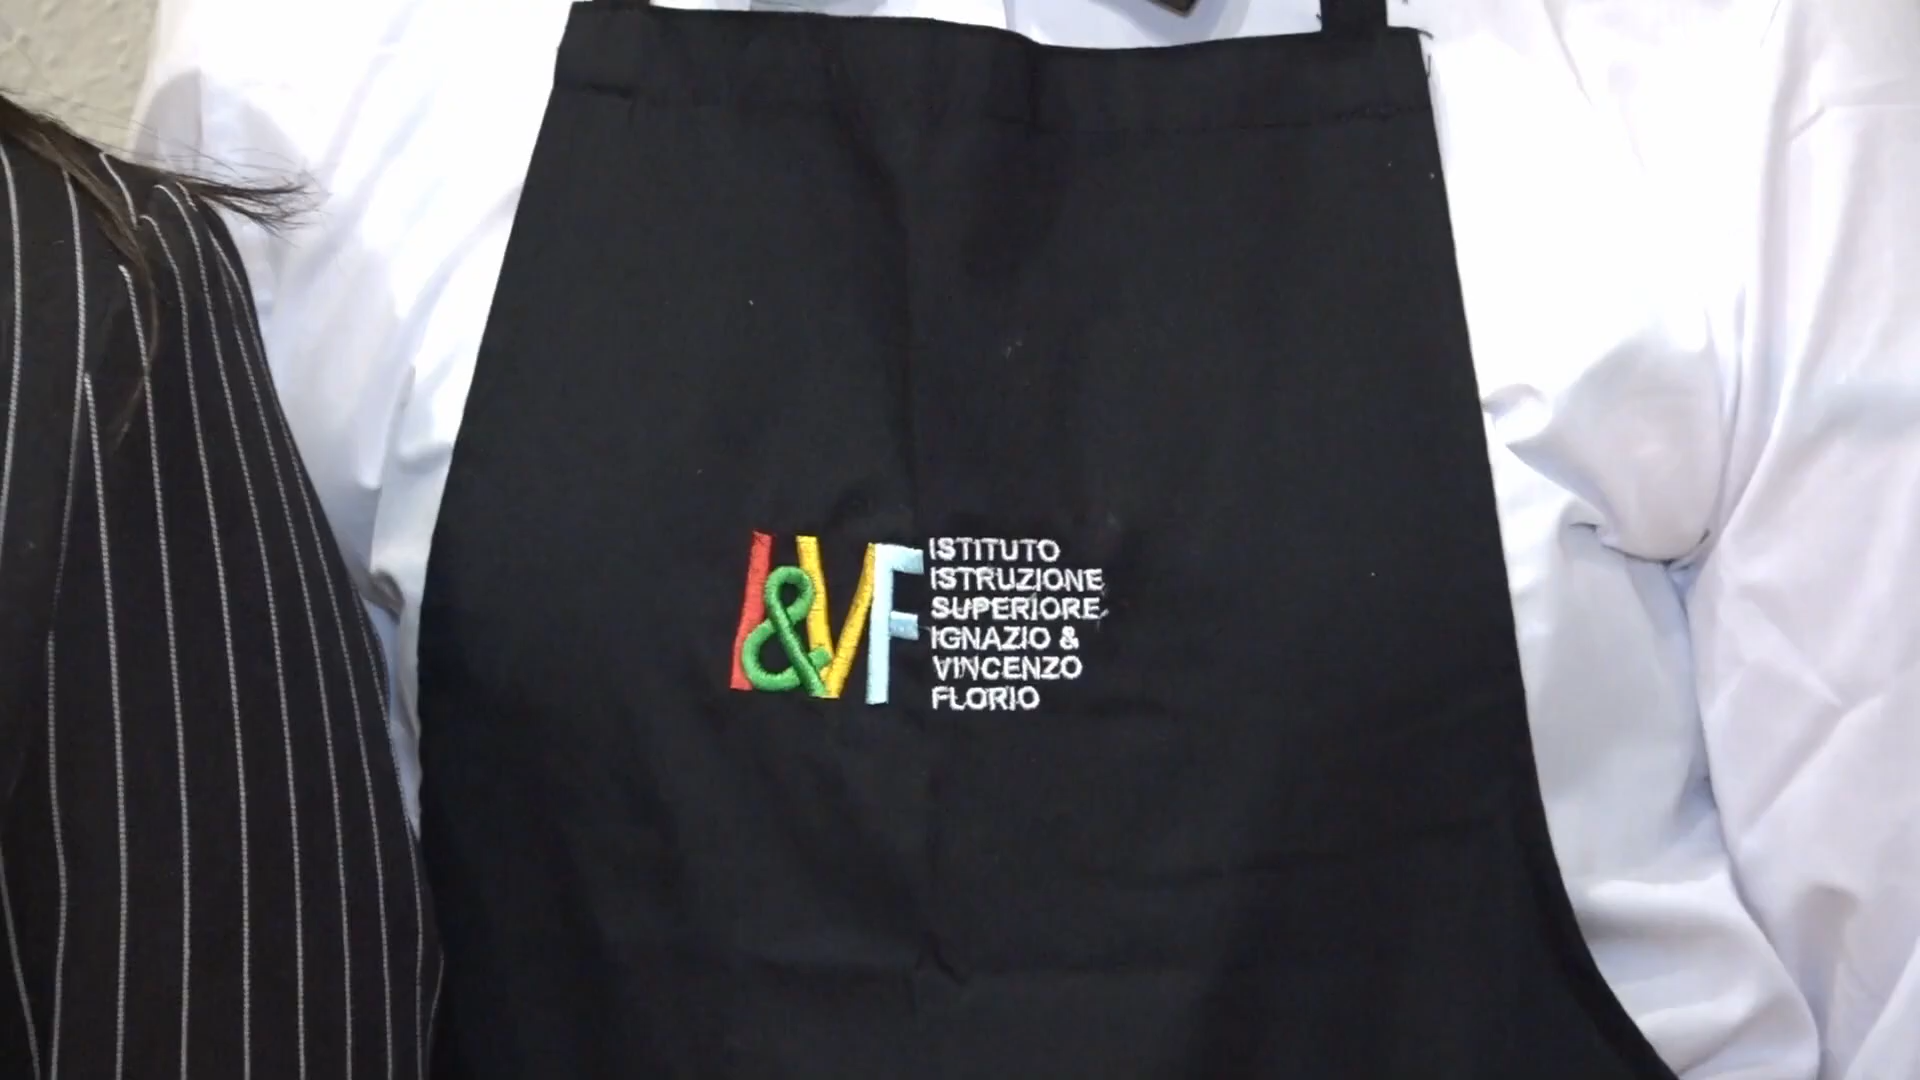 I&VF
ISTITUTO
ISTRUZIONE
SUPERIORE
IGNAZIO &
VINCENZO
FLORIO